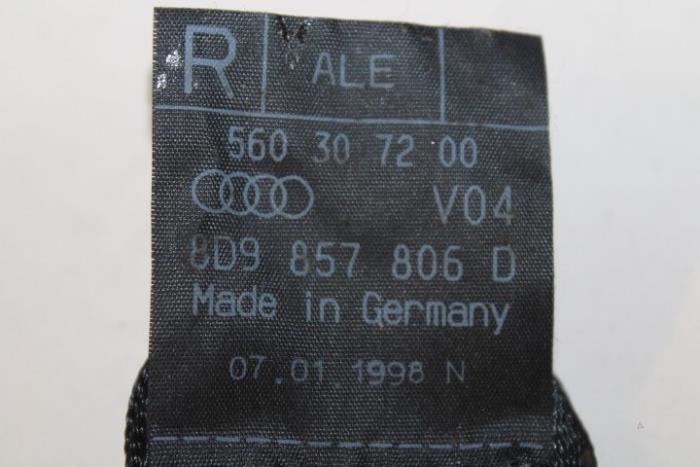 R ALE
560 30 72 00
V04
8D9 857 806 D
Made in Germany
07.01.1998 N